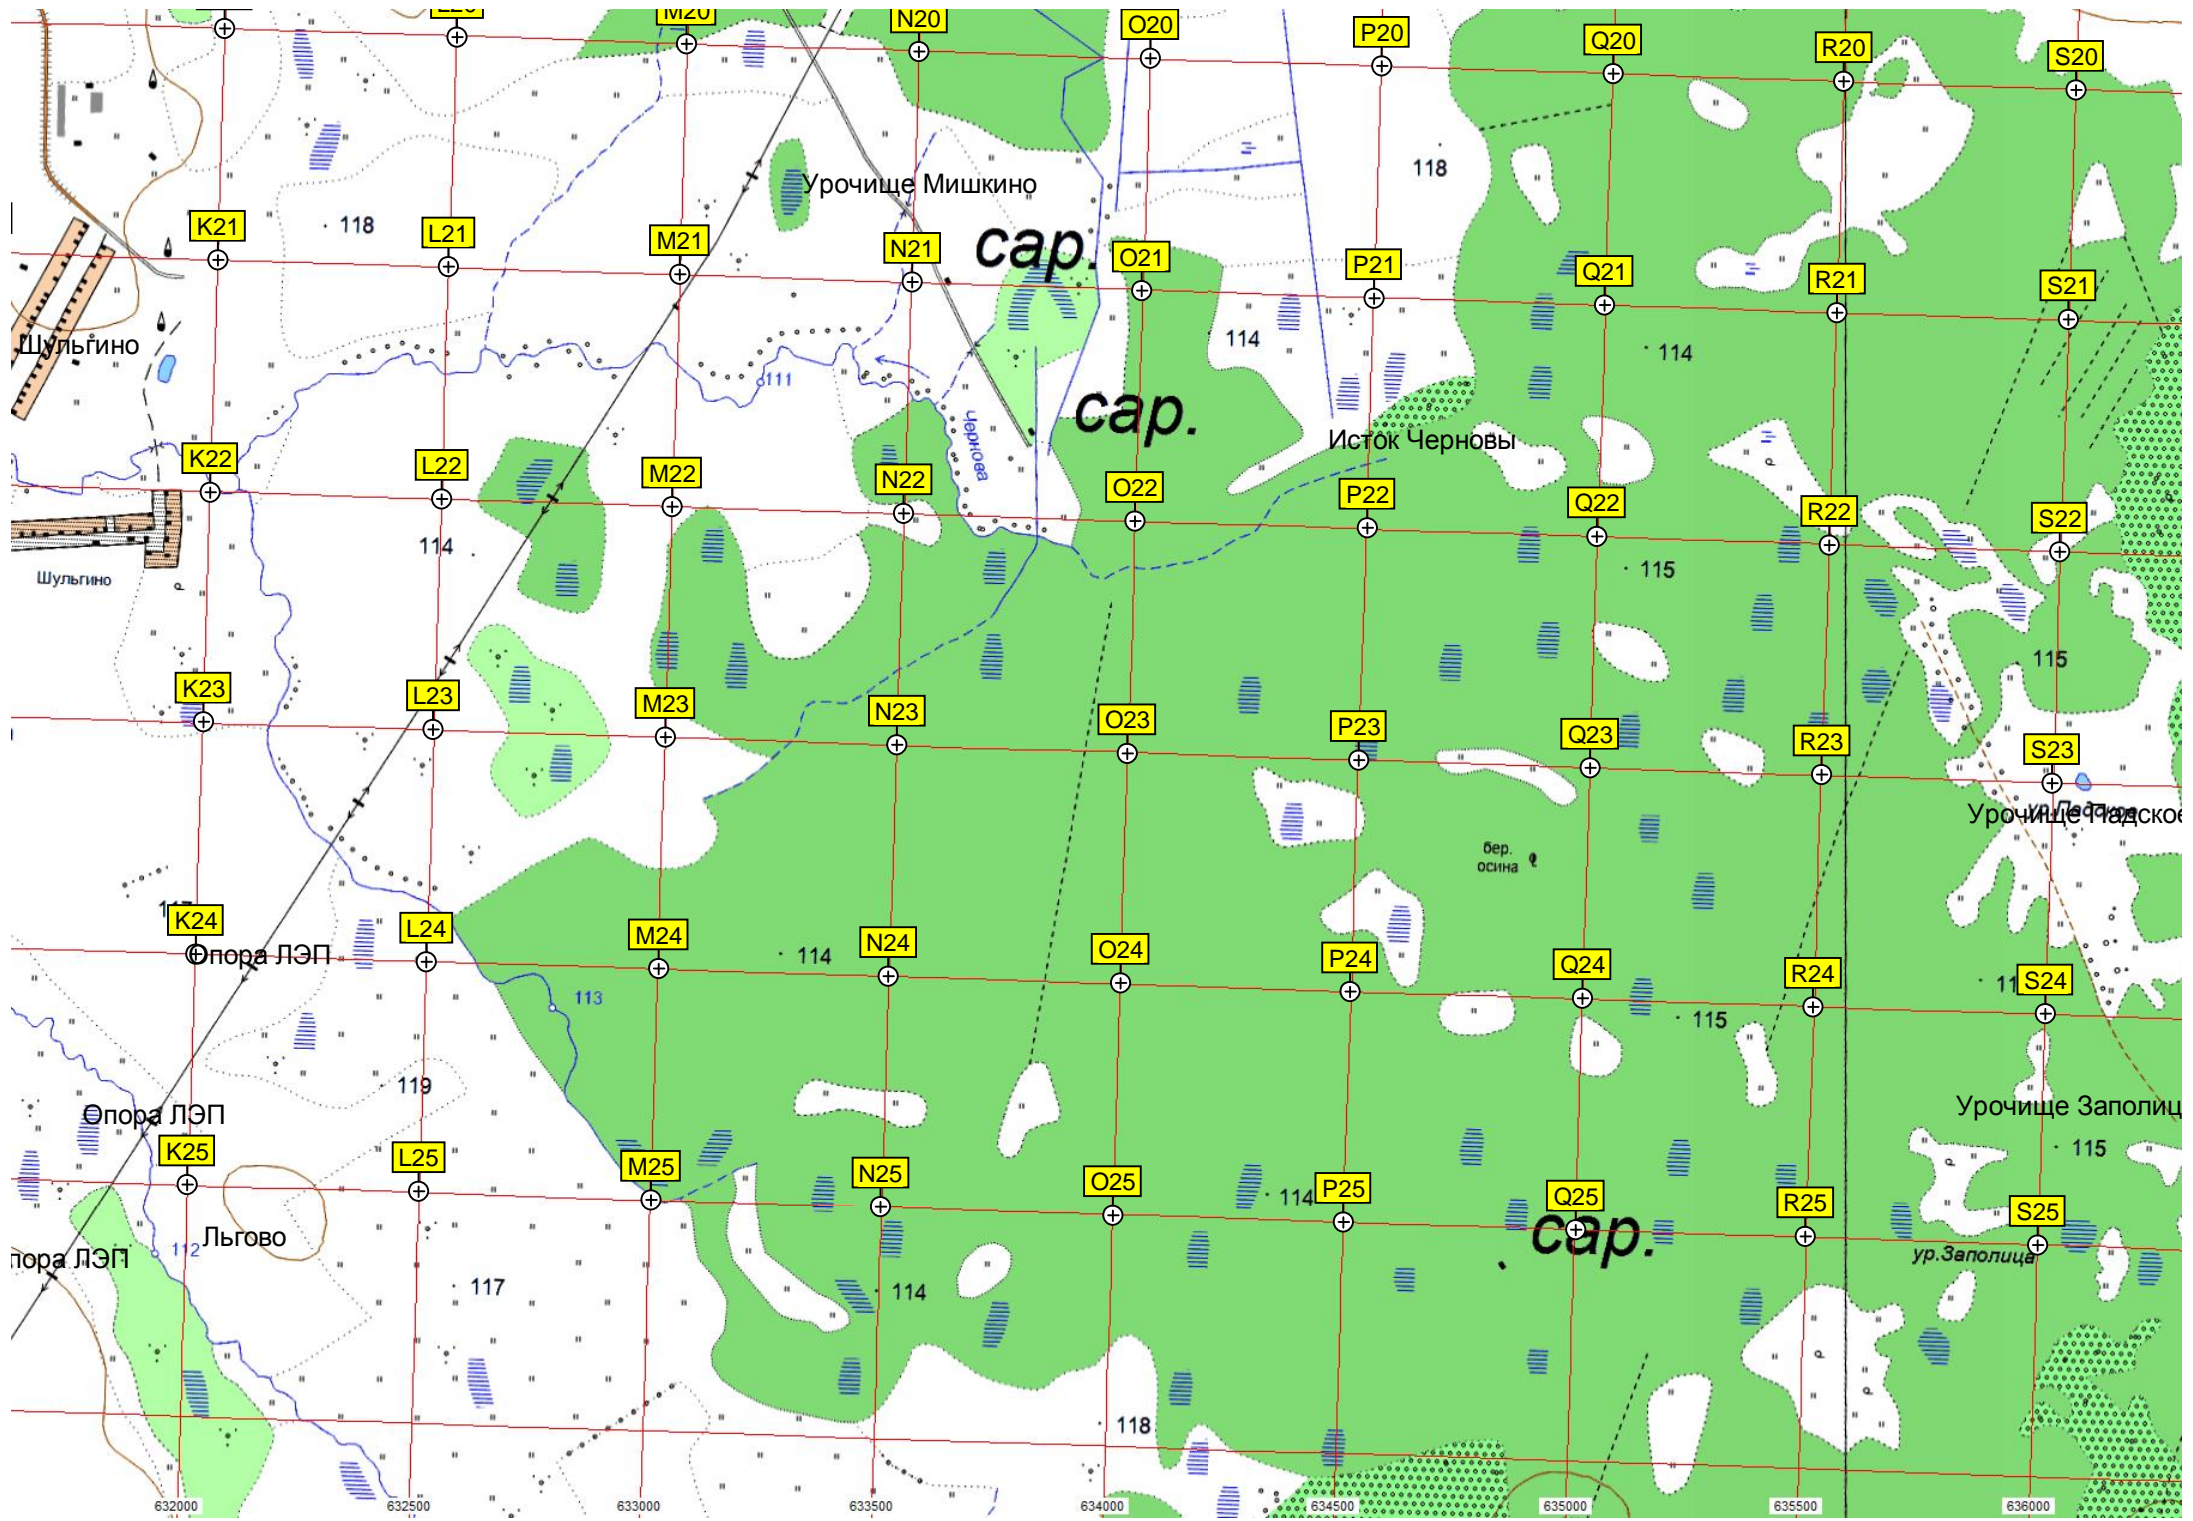 M20
N20
O20
P20
Q20
R20
S20
118
Урочище Мишкино
K21
118
L21
M21
N21
сар.
O21
P21
Q21
R21
S21
Шульгино
114
114
111
сар.
Чернова
Исток Черновы
K22
L22
M22
N22
O22
P22
Q22
R22
S22
114
115
Шульгино
115
K23
L23
M23
N23
O23
P23
Q23
R23
S23
ур.Падское
Урочище Падское
бер.
осина
K24
L24
M24
N24
O24
P24
Q24
R24
S24
Опора ЛЭП
114
113
115
119
Опора ЛЭП
Урочище Заполиц
115
K25
L25
M25
N25
O25
P25
Q25
R25
S25
114
сар.
Льгово
112
пора ЛЭП
ур.Заполица
117
114
118
632000
632500
633000
633500
634000
634500
635000
635500
636000